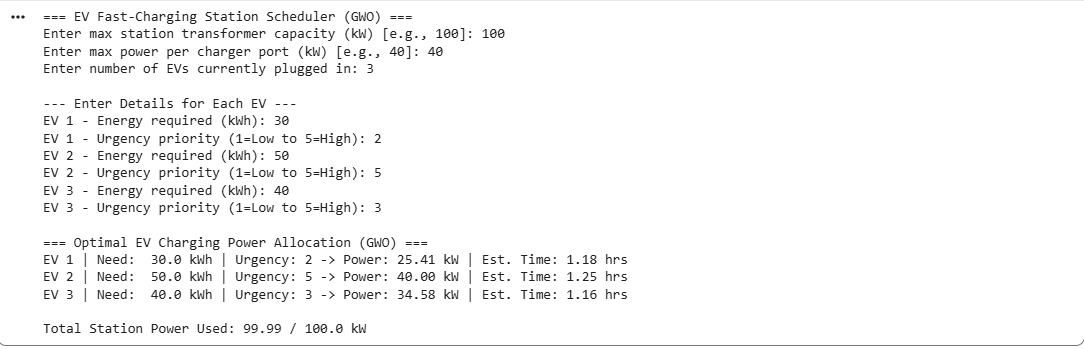 === EV Fast-Charging Station Scheduler (GWO) ===
Enter max station transformer capacity (kW) [e.g., 100]: 100
Enter max power per charger port (kW) [e.g., 40]: 40
Enter number of EVs currently plugged in: 3
--- Enter Details for Each EV ---
EV 1 - Energy required (kWh): 30
EV 1 - Urgency priority (1=Low to 5=High): 2
EV 2 - Energy required (kWh): 50
EV 2 - Urgency priority (1=Low to 5=High): 5
EV 3 - Energy required (kWh): 40
EV 3 - Urgency priority (1=Low to 5=High): 3
=== Optimal EV Charging Power Allocation (GWO) ===
EV 1 | Need:  30.0 kWh | Urgency: 2 -> Power: 25.41 kW | Est. Time: 1.18 hrs
EV 2 | Need:  50.0 kWh | Urgency: 5 -> Power: 40.00 kW | Est. Time: 1.25 hrs
EV 3 | Need:  40.0 kWh | Urgency: 3 -> Power: 34.58 kW | Est. Time: 1.16 hrs
Total Station Power Used: 99.99 / 100.0 kW